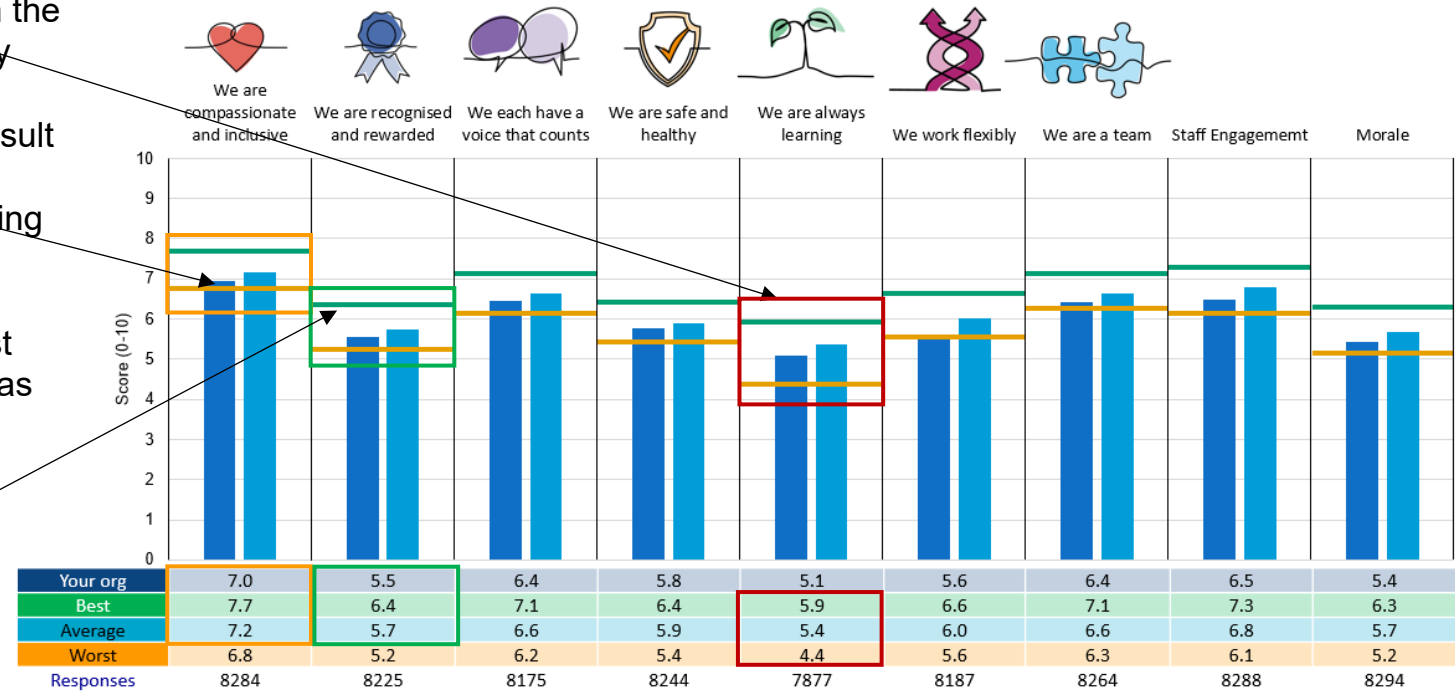 the
sult
ing
st
as
We are
compassionate
and inclusive
We are recognised
and rewarded
We each have a
voice that counts
We are safe and
healthy
We are always
learning
We work flexibly
We are a team
Staff Engagememt
Morale
Score (0-10)
10
9
8
7
6
5
4
3
2
1
0
Your org 7.0 5.5 6.4 5.8 5.1 5.6 6.4 6.5 5.4
Best 7.7 6.4 7.1 6.4 5.9 6.6 7.1 7.3 6.3
Average 7.2 5.7 6.6 5.9 5.4 6.0 6.6 6.8 5.7
Worst 6.8 5.2 6.2 5.4 4.4 5.6 6.3 6.1 5.2
Responses 8284 8225 8175 8244 7877 8187 8264 8288 8294